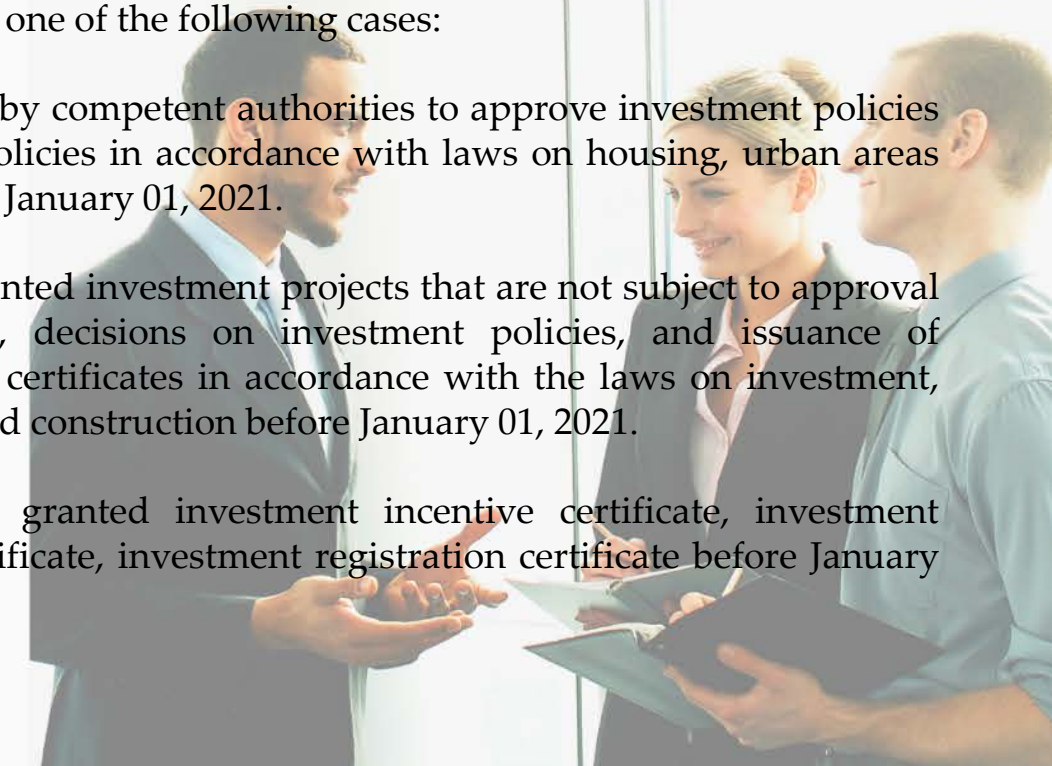 one of the following cases:
by competent authorities to approve investment policies
olicies in accordance with laws on housing, urban areas
January 01, 2021.
nted investment projects that are not subject to approval
, decisions on investment policies, and issuance of
certificates in accordance with the laws on investment,
d construction before January 01, 2021.
granted investment incentive certificate, investment
ificate, investment registration certificate before January